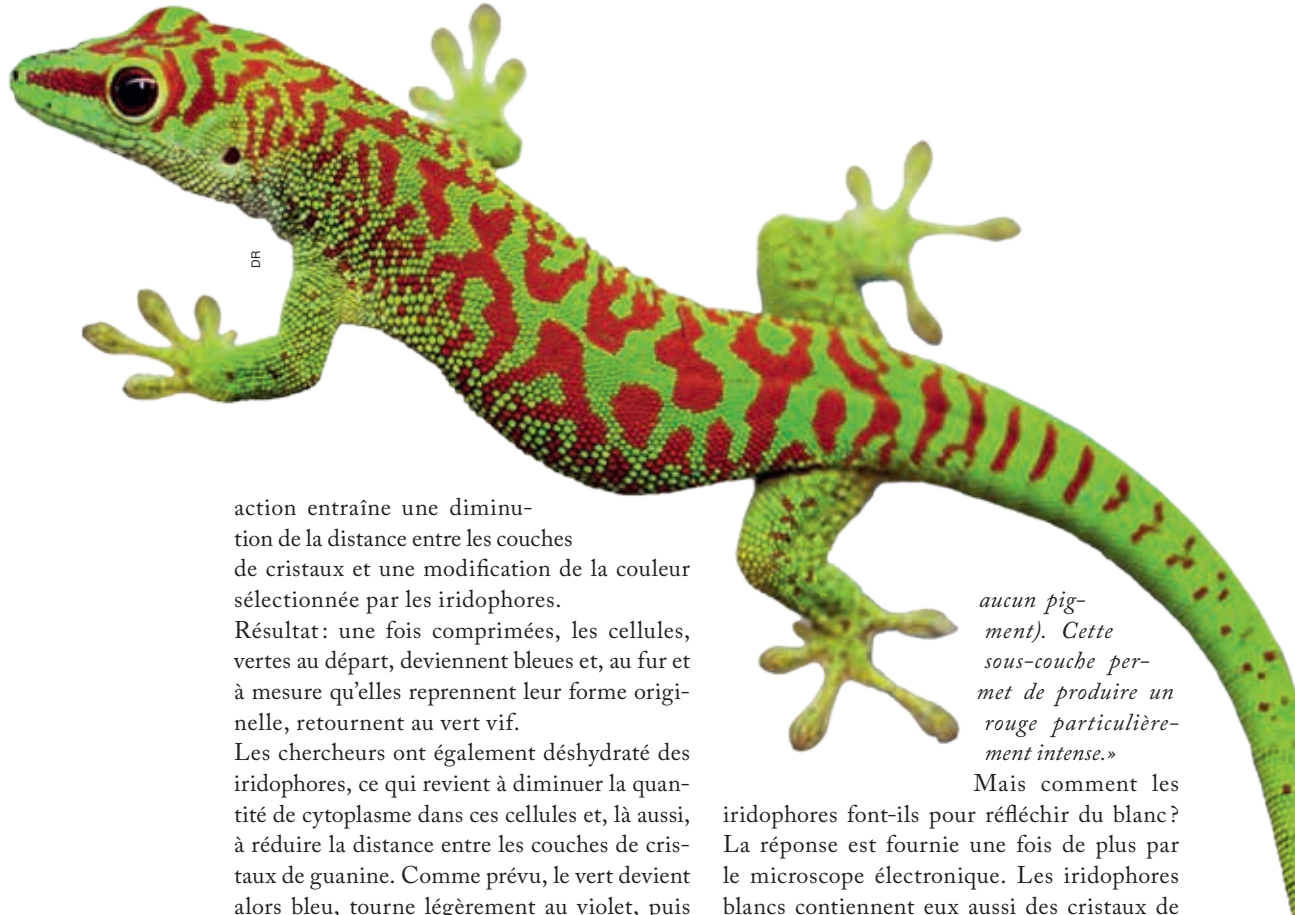 DR
action entraîne une diminu-
tion de la distance entre les couches
de cristaux et une modification de la couleur
sélectionnée par les iridophores.
Résultat: une fois comprimées, les cellules,
vertes au départ, deviennent bleues et, au fur et
à mesure qu’elles reprennent leur forme origi-
nelle, retournent au vert vif.
Les chercheurs ont également déshydraté des
iridophores, ce qui revient à diminuer la quan-
tité de cytoplasme dans ces cellules et, là aussi,
à réduire la distance entre les couches de cris-
taux de guanine. Comme prévu, le vert devient
alors bleu, tourne légèrement au violet, puis
aucun pig-
ment). Cette
sous-couche per-
met de produire un
rouge particulière-
ment intense.»
Mais comment les
iridophores font-ils pour réfléchir du blanc?
La réponse est fournie une fois de plus par
le microscope électronique. Les iridophores
blancs contiennent eux aussi des cristaux de